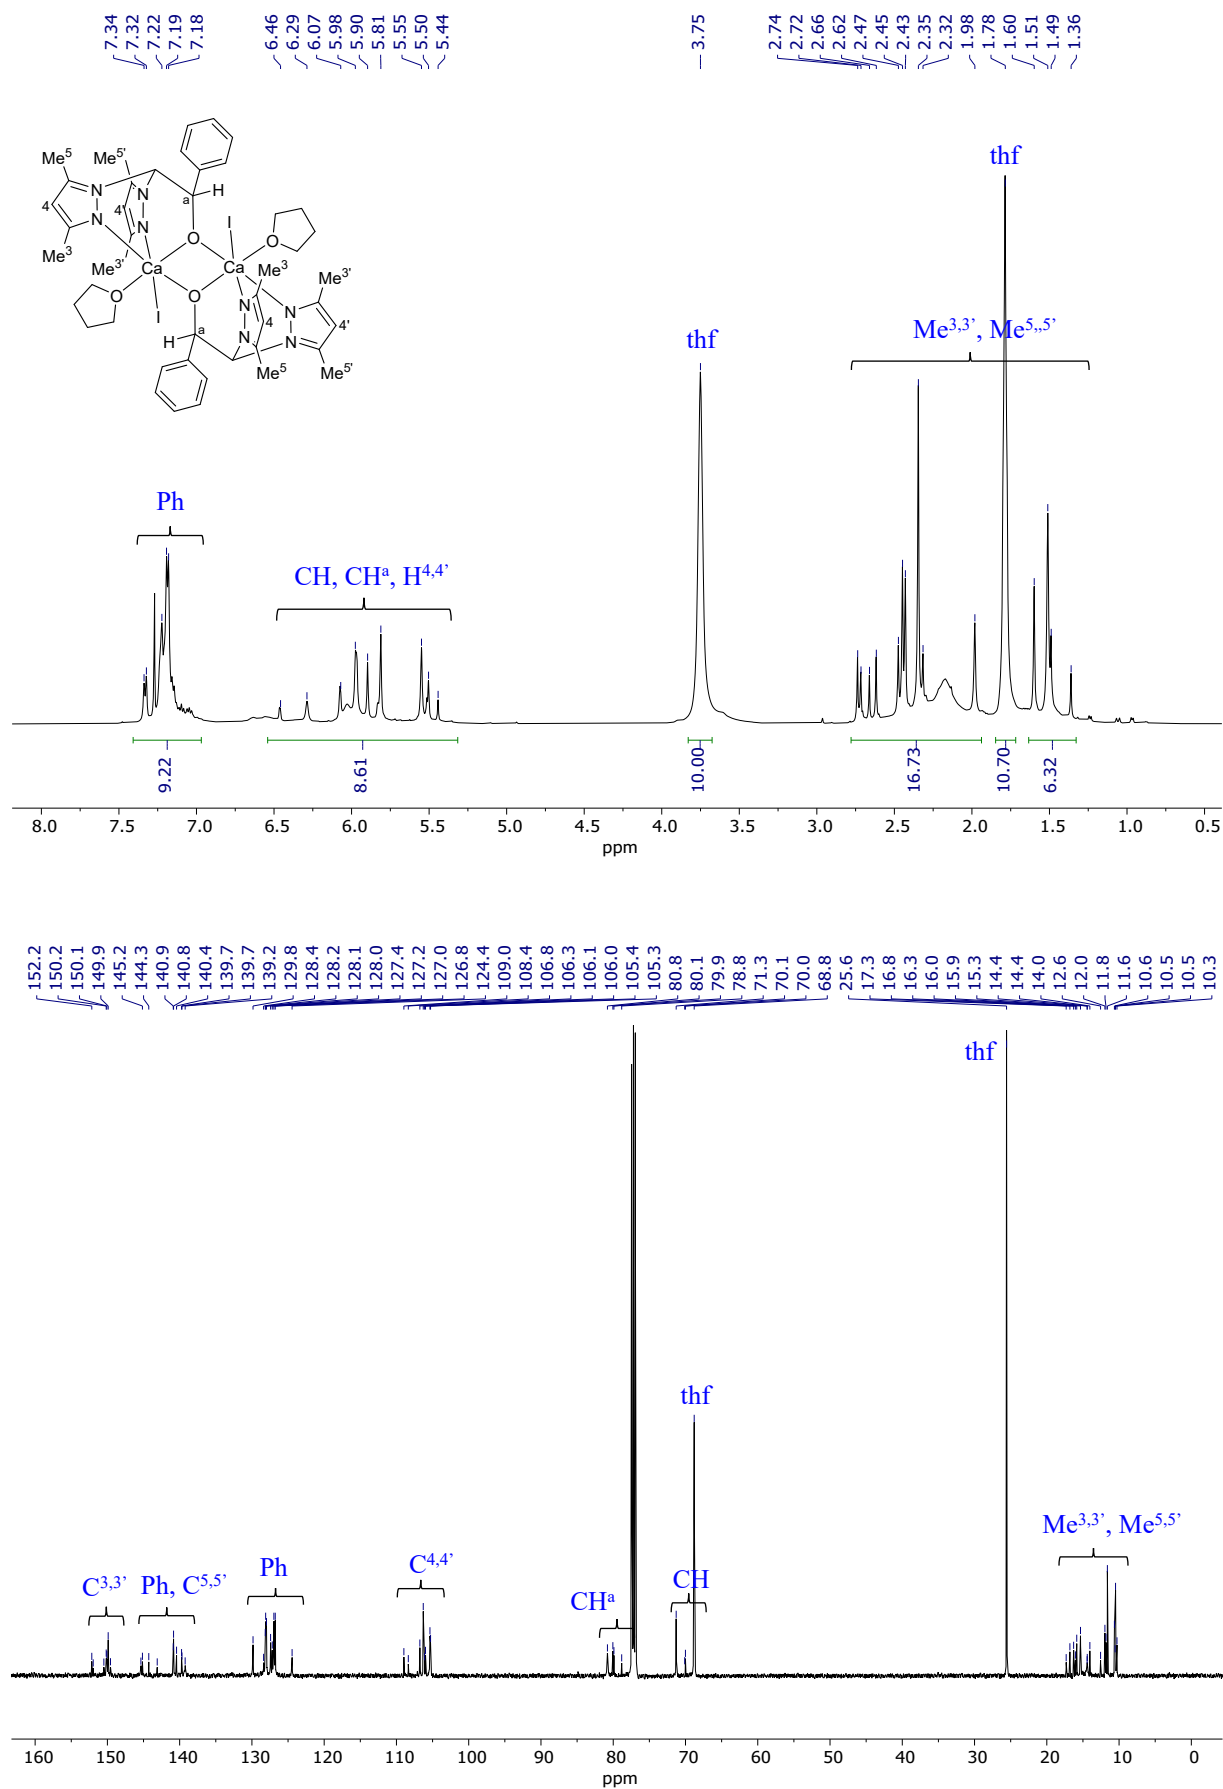 7.34 7.32 7.22 7.19 7.18 6.46 6.29 6.07 5.98 5.90 5.81 5.55 5.50 5.44 3.75 2.74 2.72 2.66 2.62 2.47 2.45 2.43 2.35 2.32 1.98 1.78 1.60 1.51 1.49 1.36
Me5 Me5'
a H
N N
4 4' I
N N
O O
Me3 Me3'
Ca Ca Me3 Me3'
O O
I N N
4 4'
H a N N
Me5 Me5'
thf
thf
Me3,3', Me5,,5'
Ph
CH, CHa, H4,4'
9.22 8.61 10.00 16.73 10.70 6.32
8.0 7.5 7.0 6.5 6.0 5.5 5.0 4.5 4.0 3.5 3.0 2.5 2.0 1.5 1.0 0.5
ppm
152.2 150.2 150.1 149.9 145.2 144.3 140.9 140.8 140.4 139.7 139.7 139.2 129.8 128.4 128.2 128.1 128.0 127.4 127.2 127.0 126.8 124.4 109.0 108.4 106.8 106.3 106.1 106.0 105.4 105.3 80.8 80.1 79.9 78.8 71.3 70.1 70.0 68.8 25.6 17.3 16.8 16.3 16.0 15.9 15.3 14.4 14.4 14.0 12.6 12.0 11.8 11.6 10.6 10.5 10.5 10.3
thf
thf
Me3,3', Me5,5'
C3,3' Ph, C5,5' Ph C4,4' CHa CH
160 150 140 130 120 110 100 90 80 70 60 50 40 30 20 10 0
ppm